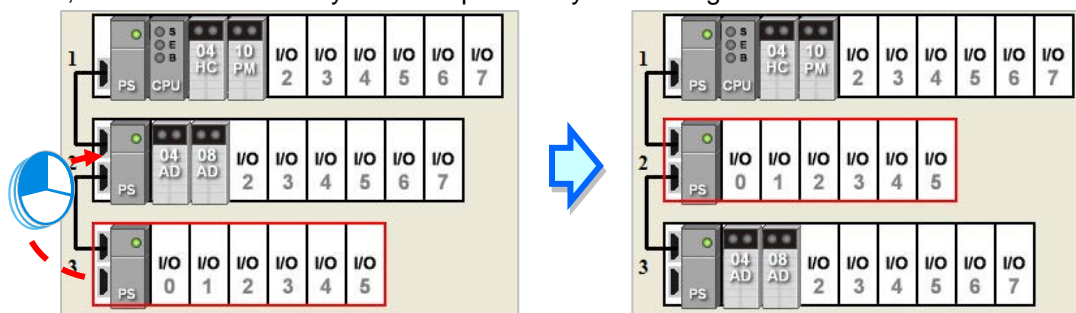 S
E
04 10 I/O I/O I/O I/O I/O I/O
B
1
HC PM 2 3 4 5 6 7
PS CPU
04 08 I/O I/O I/O I/O I/O I/O
2
AD AD 2 3 4 5 6 7
PS
I/O I/O I/O I/O I/O I/O
3
0 1 2 3 4 5
PS
S
E
04 10 I/O I/O I/O I/O I/O I/O
B
1
HC PM 2 3 4 5 6 7
PS CPU
I/O I/O I/O I/O I/O I/O
2
0 1 2 3 4 5
PS
04 08 I/O I/O I/O I/O I/O I/O
3
AD AD 2 3 4 5 6 7
PS